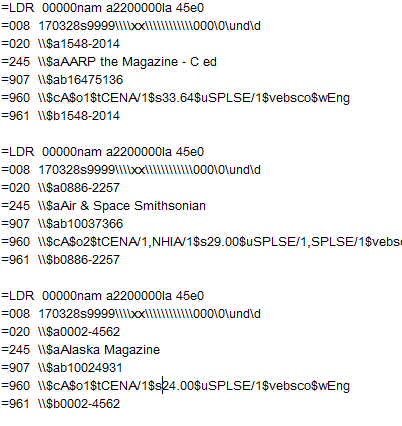 =LDR  00000nam a2200000Ia 45e0
=008  170328s9999\\\\xx\\\\\\\\\\\\000\0\und\d
=020  \\$a1548-2014
=245  \\$aAARP the Magazine - C ed
=907  \\$ab16475136
=960  \\$cA$o1$tCENA/1$s33.64$uSPLSE/1$vebsco$wEng
=961  \\$b1548-2014
=LDR  00000nam a2200000Ia 45e0
=008  170328s9999\\\\xx\\\\\\\\\\\\000\0\und\d
=020  \\$a0886-2257
=245  \\$aAir & Space Smithsonian
=907  \\$ab10037366
=960  \\$cA$o2$tCENA/1,NHIA/1$s29.00$uSPLSE/1,SPLSE/1$vebsc
=961  \\$b0886-2257
=LDR  00000nam a2200000Ia 45e0
=008  170328s9999\\\\xx\\\\\\\\\\\\000\0\und\d
=020  \\$a0002-4562
=245  \\$aAlaska Magazine
=907  \\$ab10024931
=960  \\$cA$o1$tCENA/1$s24.00$uSPLSE/1$vebsco$wEng
=961  \\$b0002-4562